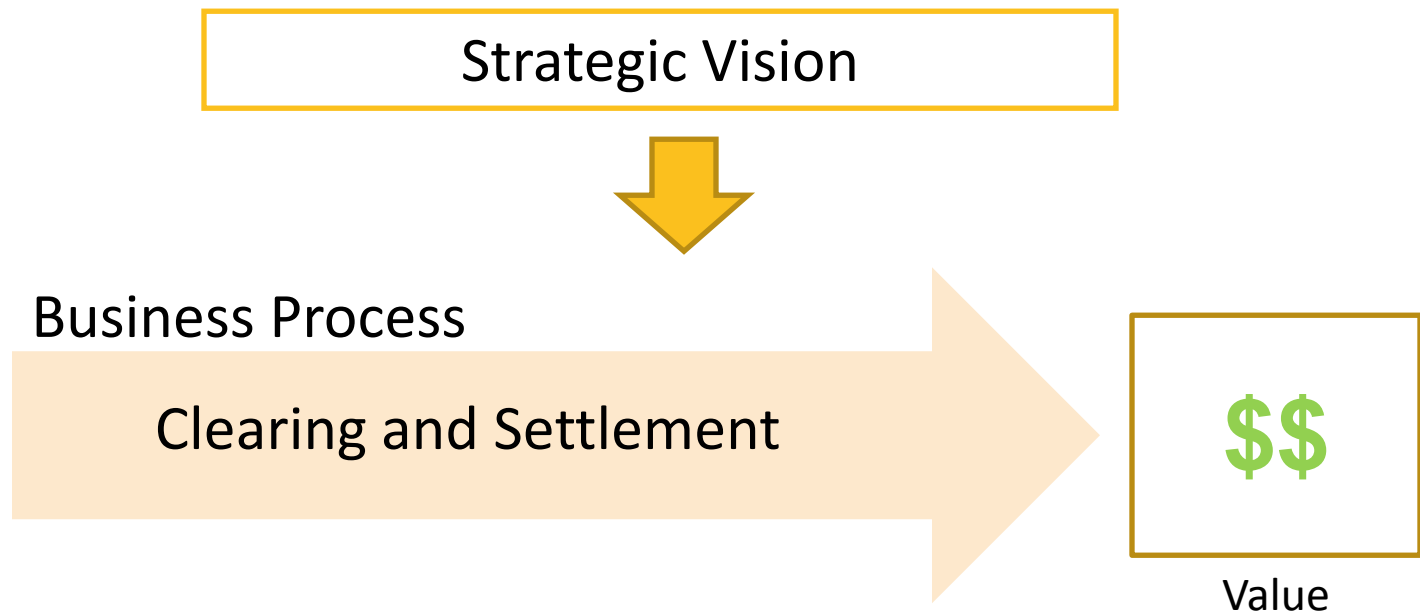 Strategic Vision
Business Process
Clearing and Settlement
$$
Value